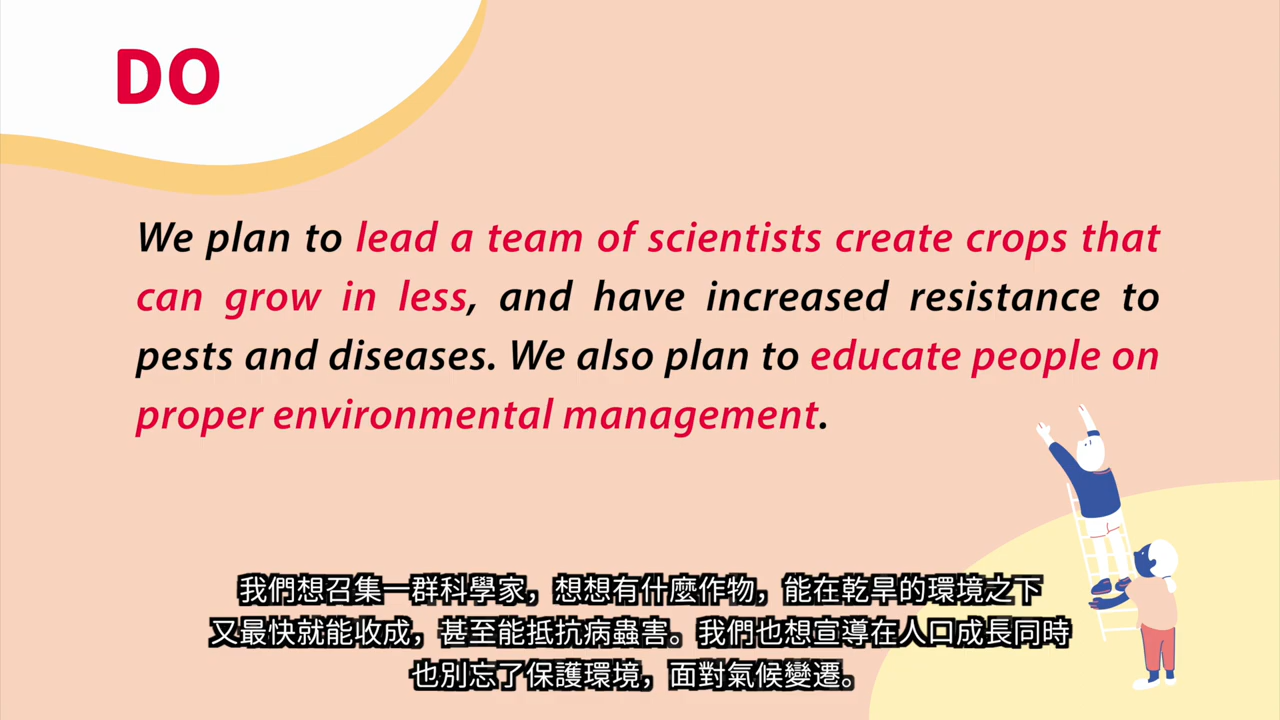 DO
We plan to lead a team of scientists create crops that
can grow in less, and have increased resistance to
pests and diseases. We also plan to educate people on
proper environmental management.
我們想召集一群科學家，想想有什麼作物，能在乾旱的環境之下
又最快就能收成，甚至能抵抗病蟲害。我們也想宣導在人口成長同時
也別忘了保護環境，面對氣候變遷。